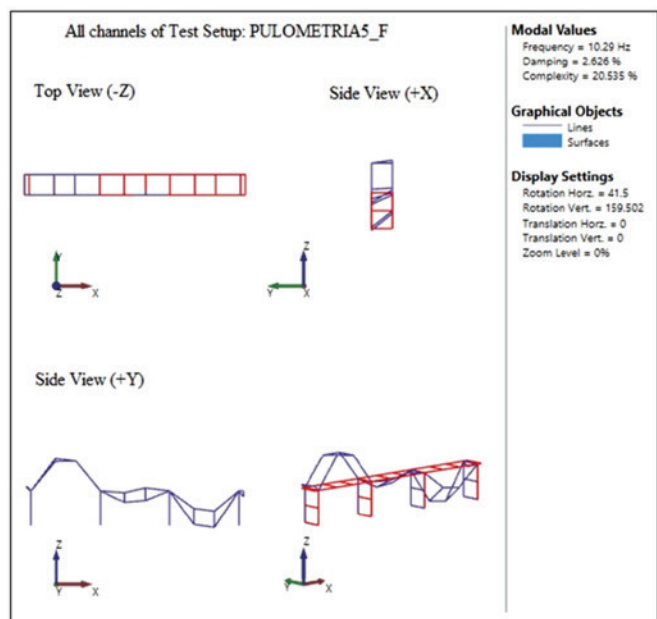 All channels of Test Setup: PULOMETRIA5_F
Top View (-Z)
Side View (+X)
Y
Z
X
Z
Y
X
Side View (+Y)
Z
Y
X
Z
Y
X
Modal Values
Frequency = 10.29 Hz
Damping = 2.626 %
Complexity = 20.535 %
Graphical Objects
Lines
Surfaces
Display Settings
Rotation Horz. = 41.5
Rotation Vert. = 159.502
Translation Horz. = 0
Translation Vert. = 0
Zoom Level = 0%